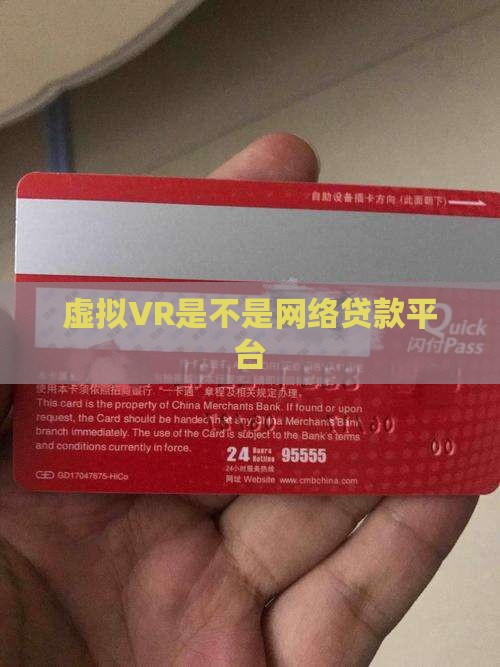 自助设备插卡方向（此面朝下）
虚拟VR是不是网络贷款平
台
Quick
闪付Pass
使用本卡须依照招商银行"一卡通"章程及相关规定办理。
This card is the property of China Merchants Bank. If found or upon
request, the Card should be handed in at any China Merchants Bank
branch immediately. The use of the Card is subject to the Bank's terms
and conditions currently in force.
24 Hours Hotline 95555
24小时服务热线
网址 Website www.cmbchina.com
GD17047675-HiCo